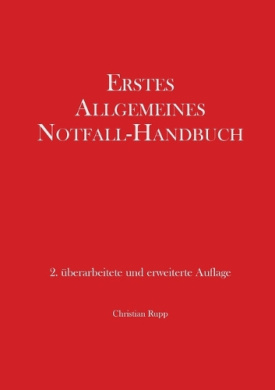 Erstes
Allgemeines
Notfall-Handbuch
2. überarbeitete und erweiterte Auflage
Christian Rupp